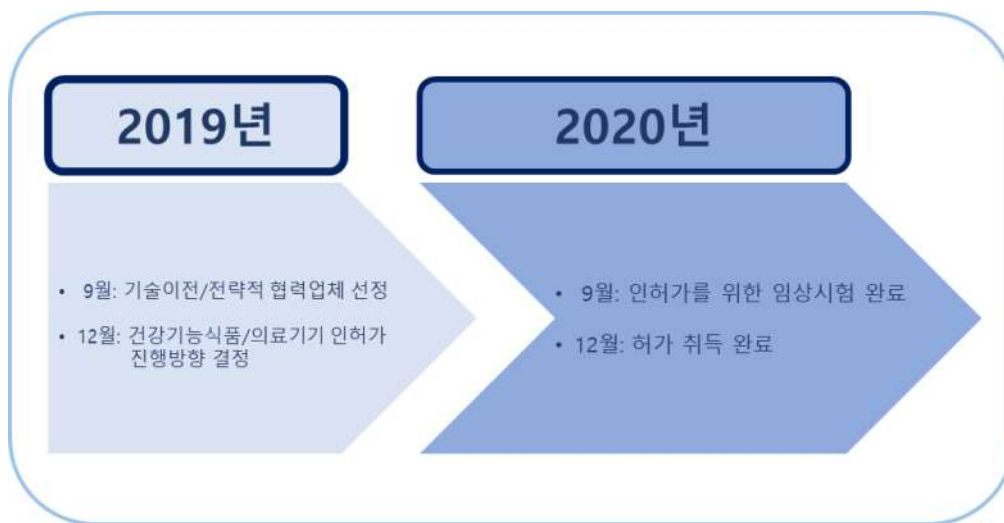 2019년
• 9월: 기술이전/전략적 협력업체 선정
• 12월: 건강기능식품/의료기기 인허가
진행방향 결정
2020년
• 9월: 인허가를 위한 임상시험 완료
• 12월: 허가 취득 완료